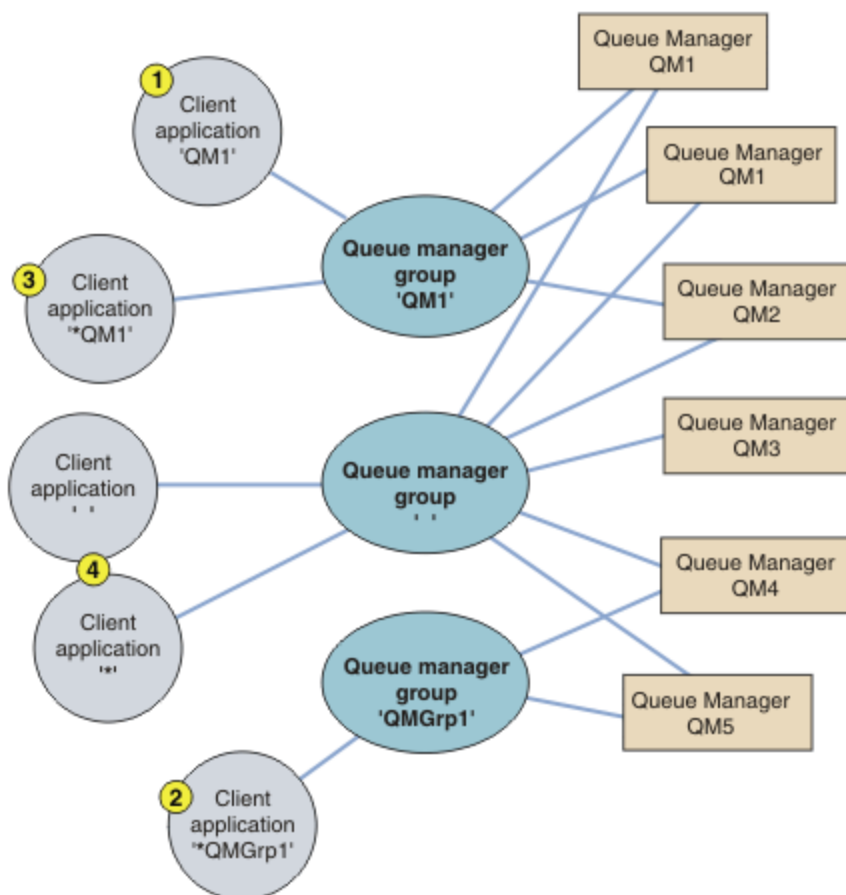 1
Client
application
'QM1'
3
Client
application
'*QM1'
Client
application
' '
4
Client
application
'*'
2
Client
application
'*QMGrp1'
Queue manager
group
'QM1'
Queue manager
group
' '
Queue manager
group
'QMGrp1'
Queue Manager
QM1
Queue Manager
QM1
Queue Manager
QM2
Queue Manager
QM3
Queue Manager
QM4
Queue Manager
QM5